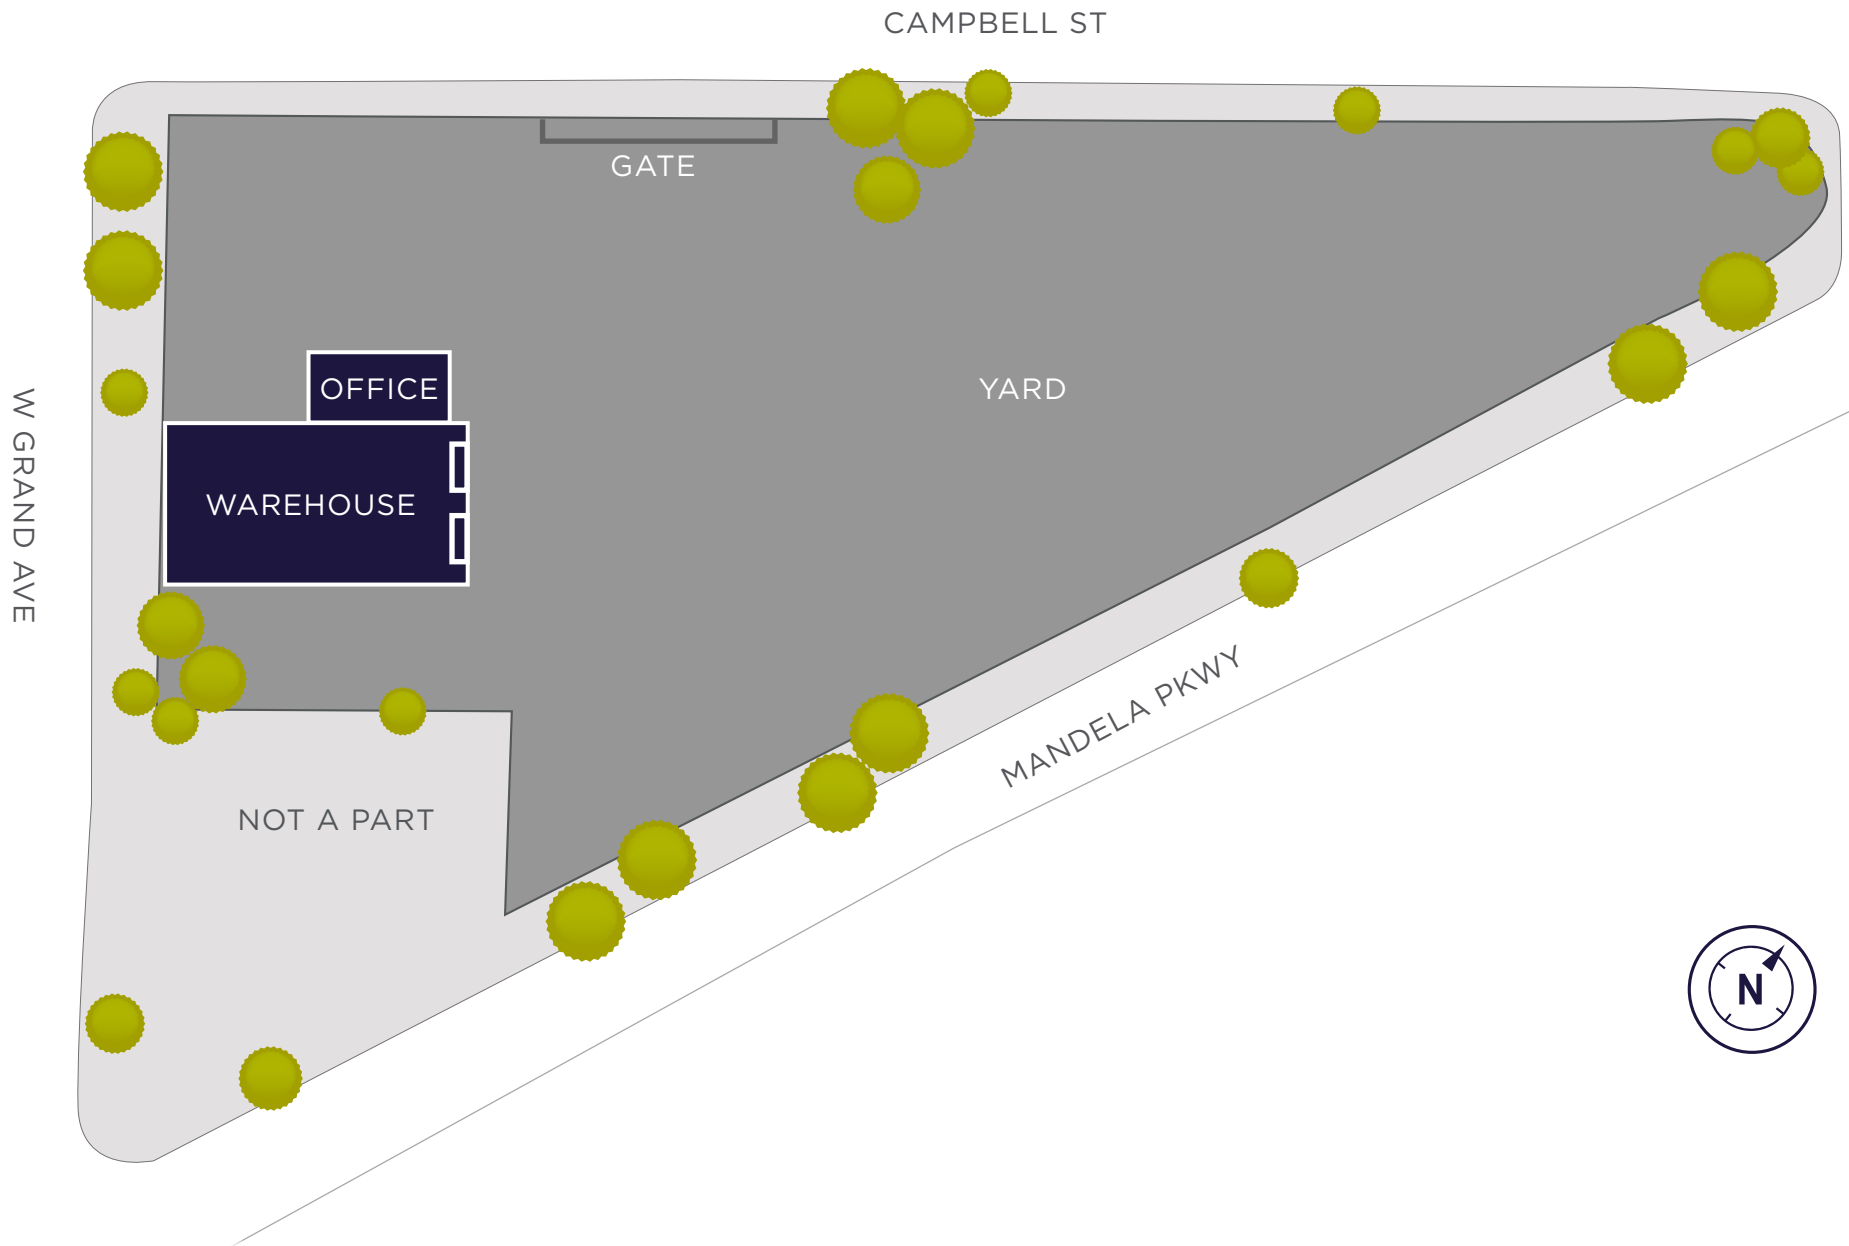 CAMPBELL ST
GATE
OFFICE
YARD
W GRAND AVE
WAREHOUSE
MANDELA PKWY
NOT A PART
N